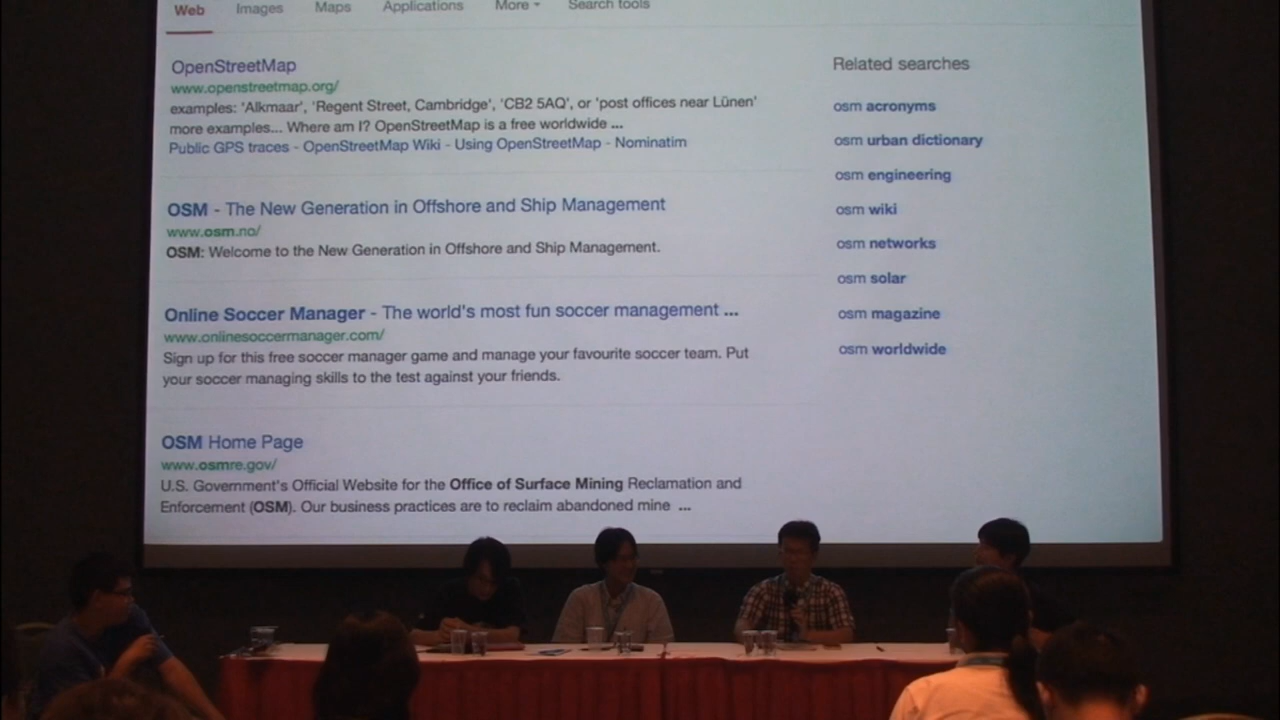 Web Images Maps Applications More Search tools
OpenStreetMap
www.openstreetmap.org/
examples: 'Alkmaar', 'Regent Street, Cambridge', 'CB2 5AQ', or 'post offices near Lünen'
more examples... Where am I? OpenStreetMap is a free worldwide ...
Public GPS traces - OpenStreetMap Wiki - Using OpenStreetMap - Nominatim
OSM - The New Generation in Offshore and Ship Management
www.osm.no/
OSM: Welcome to the New Generation in Offshore and Ship Management.
Online Soccer Manager - The world's most fun soccer management ...
www.onlinesoccermanager.com/
Sign up for this free soccer manager game and manage your favourite soccer team. Put
your soccer managing skills to the test against your friends.
OSM Home Page
www.osmre.gov/
U.S. Government's Official Website for the Office of Surface Mining Reclamation and
Enforcement (OSM). Our business practices are to reclaim abandoned mine ...
Related searches
osm acronyms
osm urban dictionary
osm engineering
osm wiki
osm networks
osm solar
osm magazine
osm worldwide